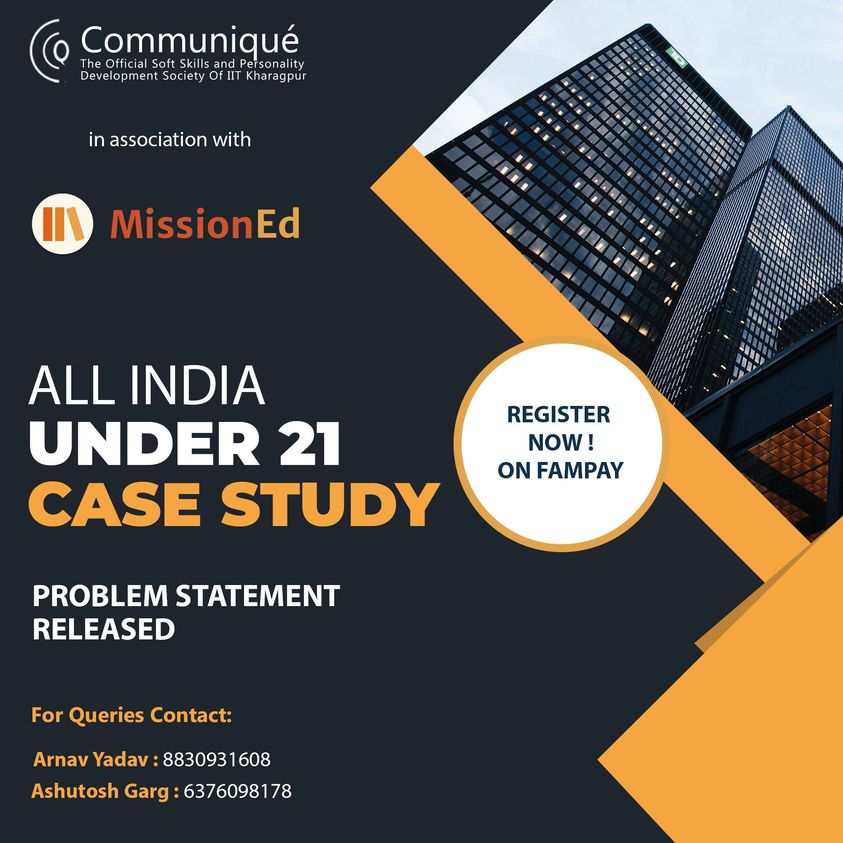 Communiqué
The Official Soft Skills and Personality
Development Society Of IIT Kharagpur
in association with
MissionEd
ALL INDIA
UNDER 21
CASE STUDY
REGISTER
NOW !
ON FAMPAY
PROBLEM STATEMENT
RELEASED
For Queries Contact:
Arnav Yadav : 8830931608
Ashutosh Garg : 6376098178